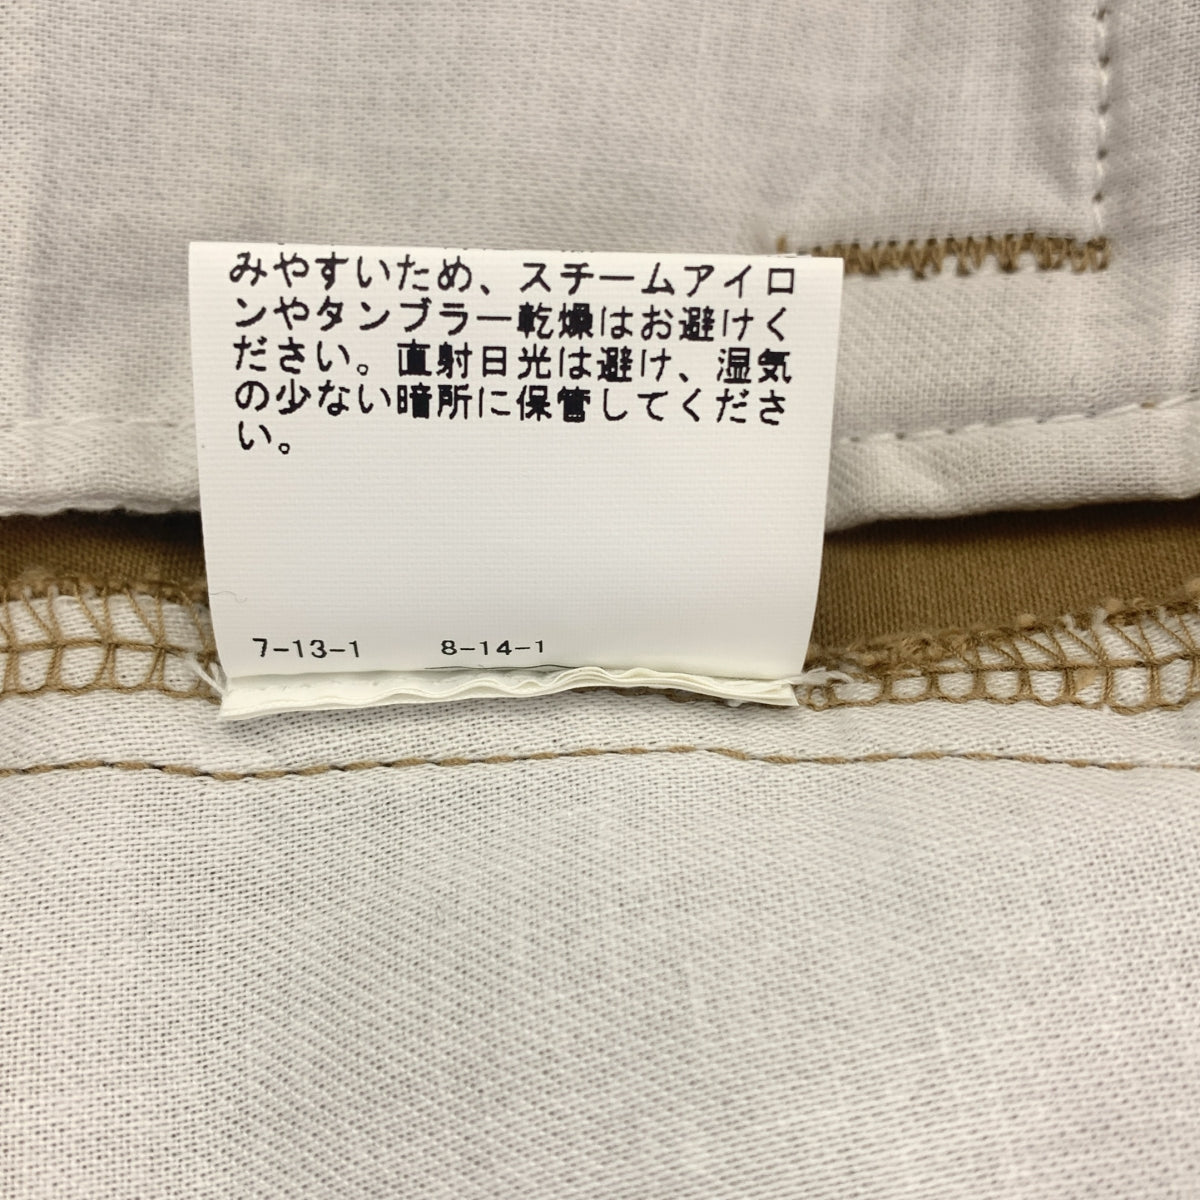 みやすいため、スチームアイロ
ンやタンブラー乾燥はお避けく
ださい。直射日光は避け、湿気
の少ない暗所に保管してくださ
い。
7-13-1 8-14-1